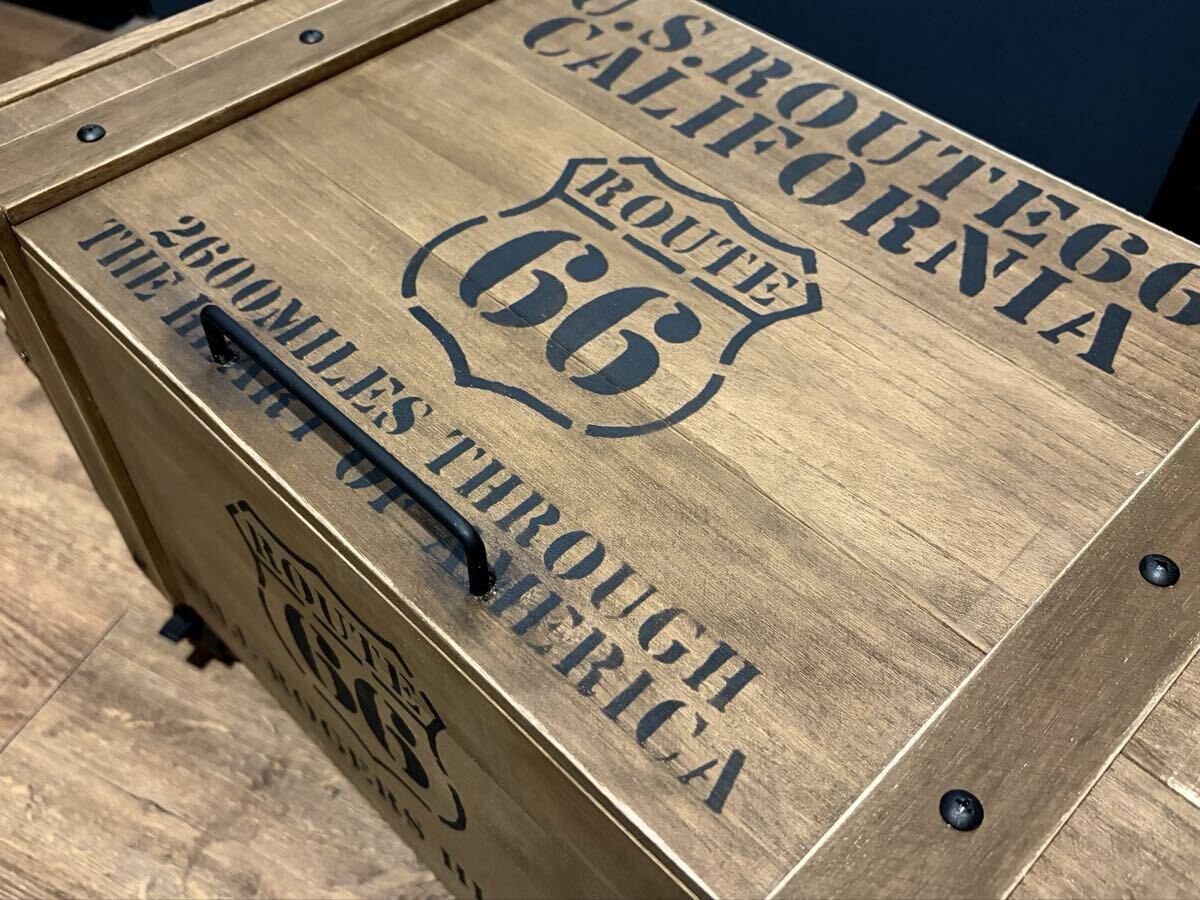 U.S.ROUTE66
CALIFORNIA
ROUTE
66
2600MILES THROUGH
THE HEART OF AMERICA
ROUTE
66